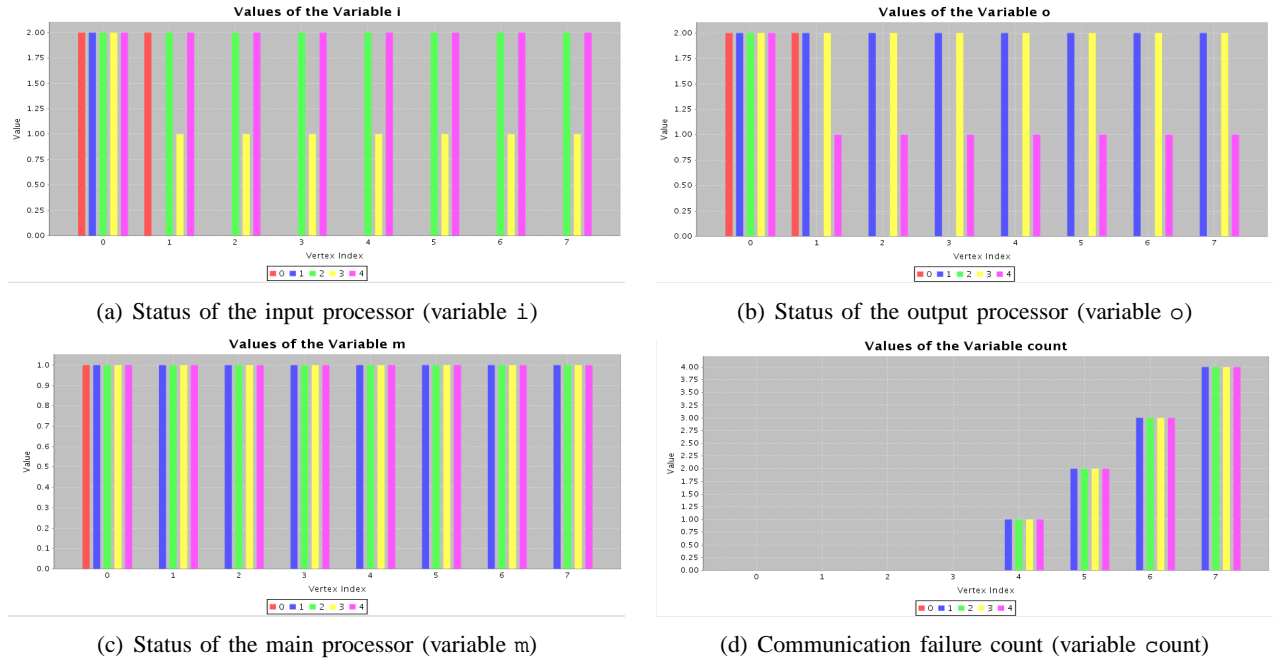 Values of the Variable i
Value
2.00
1.75
1.50
1.25
1.00
0.75
0.50
0.25
0.00
0 1 2 3 4 5 6 7
Vertex Index
0 1 2 3 4
(a) Status of the input processor (variable i)
Values of the Variable o
Value
2.00
1.75
1.50
1.25
1.00
0.75
0.50
0.25
0.00
0 1 2 3 4 5 6 7
Vertex Index
0 1 2 3 4
(b) Status of the output processor (variable o)
Values of the Variable m
Value
1.0
0.9
0.8
0.7
0.6
0.5
0.4
0.3
0.2
0.1
0.0
0 1 2 3 4 5 6 7
Vertex Index
0 1 2 3 4
(c) Status of the main processor (variable m)
Values of the Variable count
Value
4.00
3.75
3.50
3.25
3.00
2.75
2.50
2.25
2.00
1.75
1.50
1.25
1.00
0.75
0.50
0.25
0.00
0 1 2 3 4 5 6 7
Vertex Index
0 1 2 3 4
(d) Communication failure count (variable count)